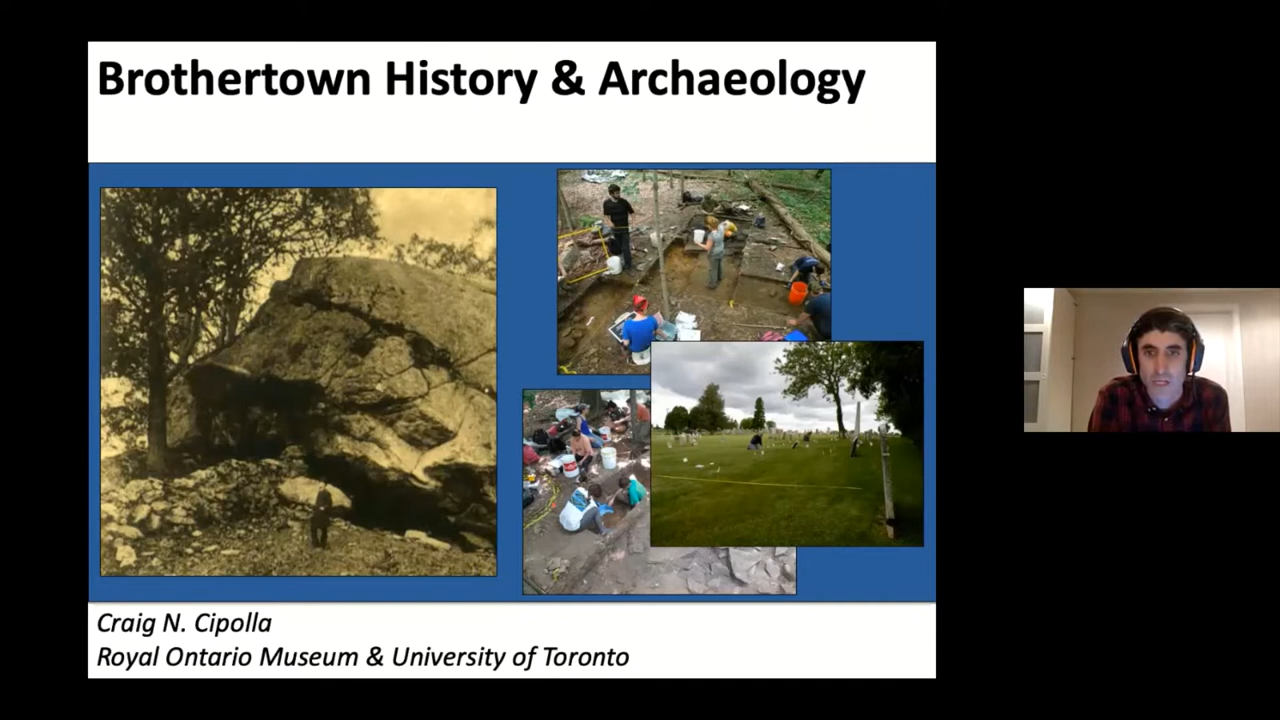 Brothertown History & Archaeology
Craig N. Cipolla
Royal Ontario Museum & University of Toronto